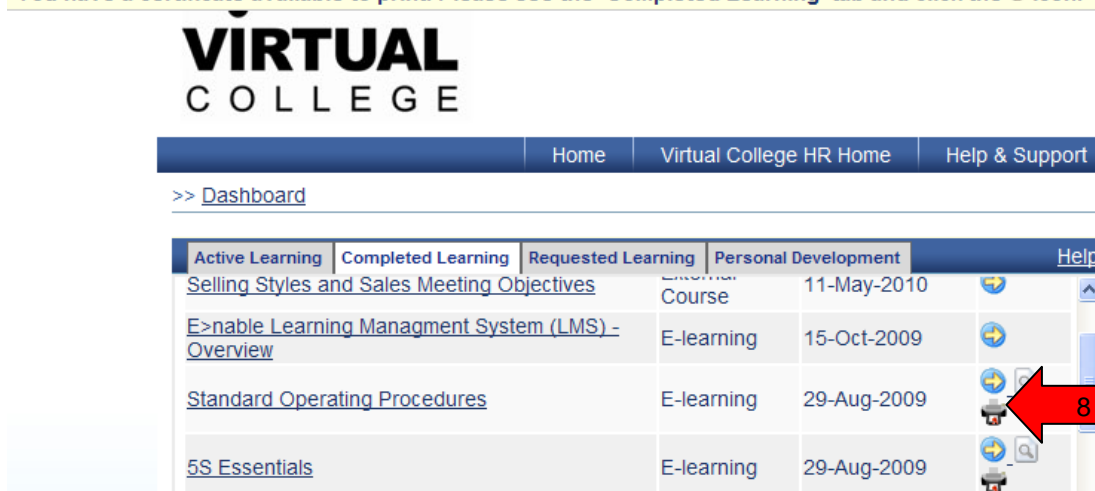 VIRTUAL
COLLEGE
Home Virtual College HR Home Help & Support
>> Dashboard
Active Learning Completed Learning Requested Learning Personal Development Help
Selling Styles and Sales Meeting Objectives External Course 11-May-2010
E>nable Learning Managment System (LMS) - Overview E-learning 15-Oct-2009
Standard Operating Procedures E-learning 29-Aug-2009 8
5S Essentials E-learning 29-Aug-2009